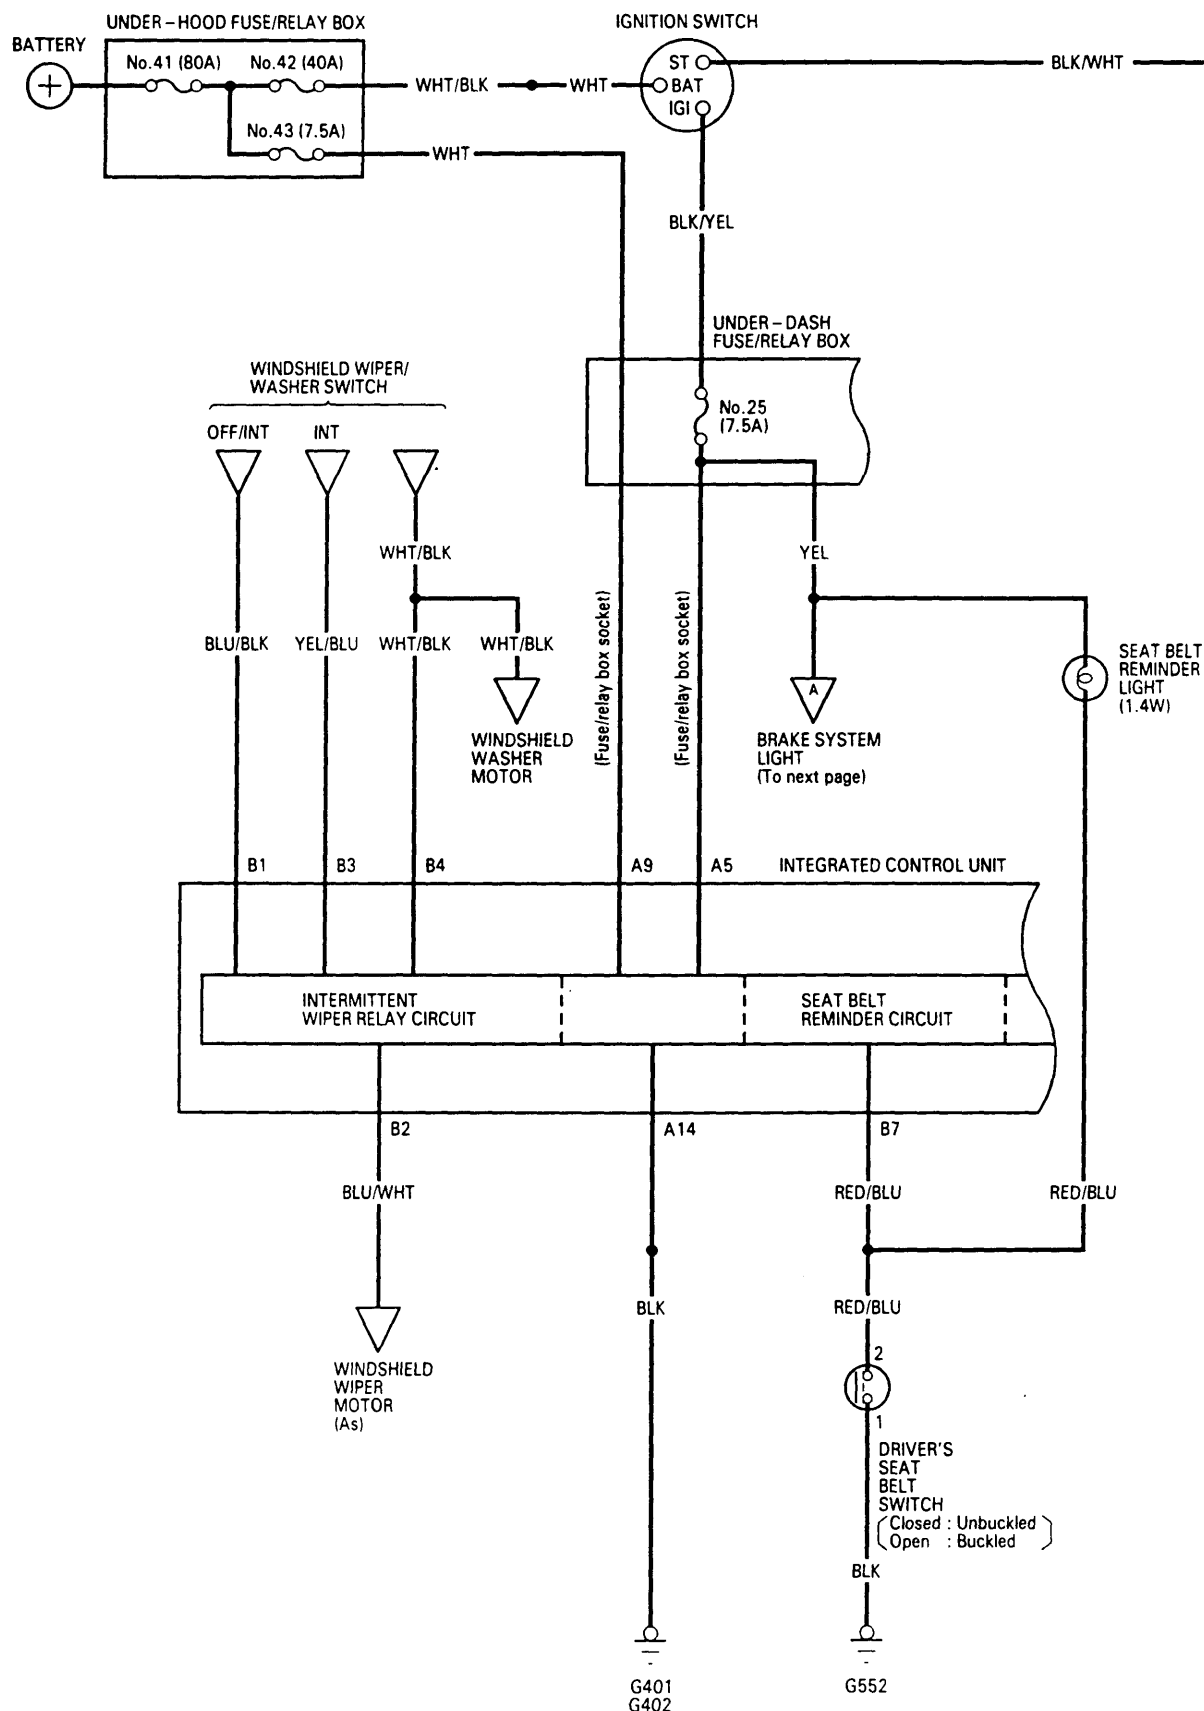 UNDER-HOOD FUSE/RELAY BOX
IGNITION SWITCH
BATTERY
No.41 (80A)
No.42 (40A)
ST
BLK/WHT
WHT/BLK
WHT
BAT
IGI
No.43 (7.5A)
WHT
BLK/YEL
UNDER-DASH
FUSE/RELAY BOX
WINDSHIELD WIPER/
WASHER SWITCH
No.25
(7.5A)
OFF/INT
INT
WHT/BLK
YEL
BLU/BLK
YEL/BLU
WHT/BLK
WHT/BLK
(Fuse/relay box socket)
(Fuse/relay box socket)
SEAT BELT
REMINDER
LIGHT
(1.4W)
A
WINDSHIELD
WASHER
MOTOR
BRAKE SYSTEM
LIGHT
(To next page)
B1
B3
B4
A9
A5
INTEGRATED CONTROL UNIT
INTERMITTENT
WIPER RELAY CIRCUIT
SEAT BELT
REMINDER CIRCUIT
B2
A14
B7
BLU/WHT
RED/BLU
RED/BLU
BLK
RED/BLU
2
WINDSHIELD
WIPER
MOTOR
(As)
1
DRIVER'S
SEAT
BELT
SWITCH
(Closed : Unbuckled)
(Open : Buckled)
BLK
G401
G402
G552